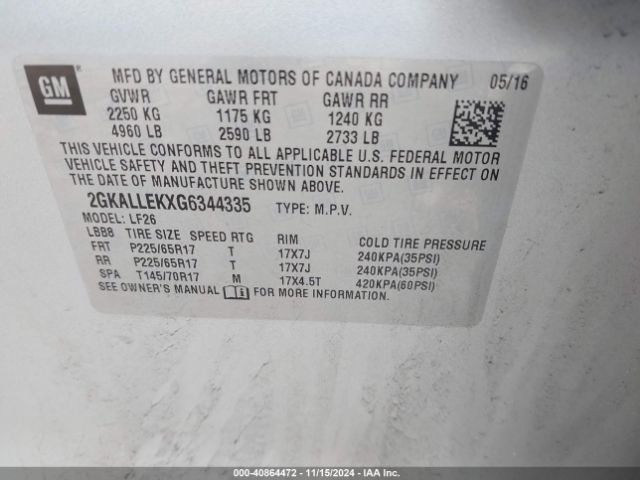 GM
MFD BY GENERAL MOTORS OF CANADA COMPANY 05/16
GVWR GAWR FRT GAWR RR
2250 KG 1175 KG 1240 KG
4960 LB 2590 LB 2733 LB
THIS VEHICLE CONFORMS TO ALL APPLICABLE U.S. FEDERAL MOTOR
VEHICLE SAFETY AND THEFT PREVENTION STANDARDS IN EFFECT ON
THE DATE OF MANUFACTURE SHOWN ABOVE.
2GKALLEKXG6344335 TYPE: M.P.V.
MODEL: LF26
LBB8 TIRE SIZE SPEED RTG RIM COLD TIRE PRESSURE
FRT P225/65R17 T 17X7J 240KPA(35PSI)
RR P225/65R17 T 17X7J 240KPA(35PSI)
SPA T145/70R17 M 17X4.5T 420KPA(60PSI)
SEE OWNER'S MANUAL FOR MORE INFORMATION.
000-40864472 - 11/15/2024 - IAA Inc.